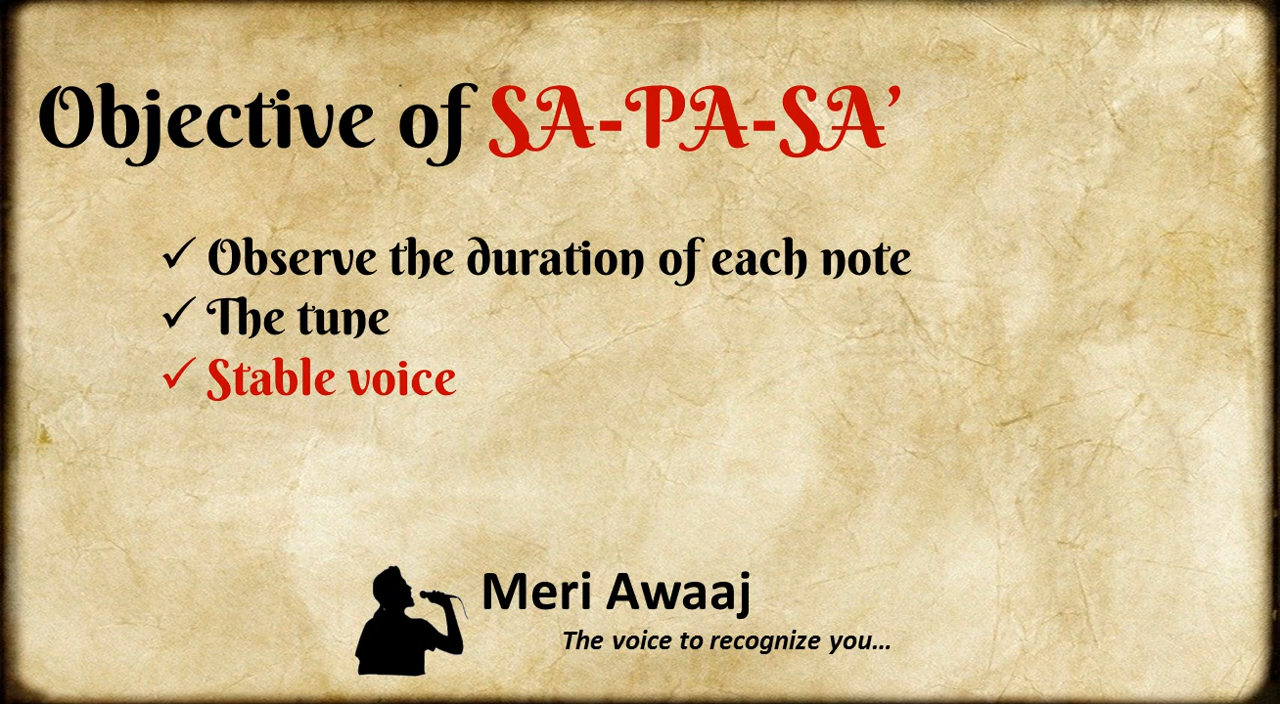 Objective of SA-PA-SA’
✓ Observe the duration of each note
✓ The tune
✓ Stable voice
Meri Awaaj
The voice to recognize you...